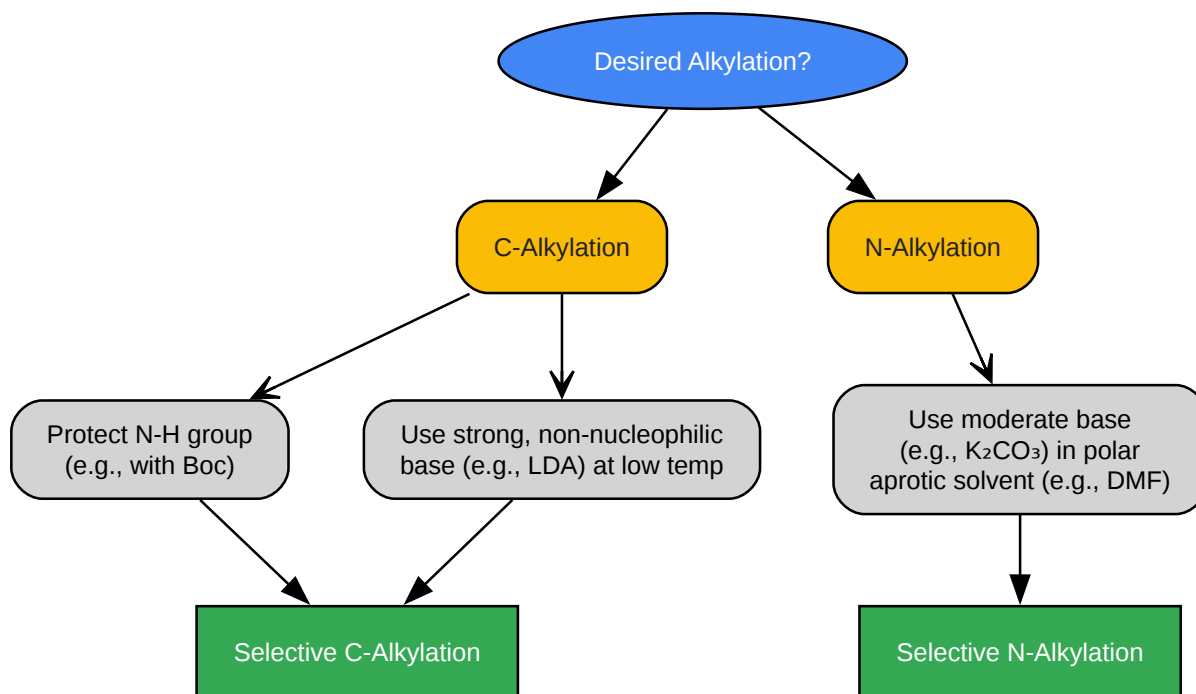 Desired Alkylation?
C-Alkylation
N-Alkylation
Protect N-H group
(e.g., with Boc)
Use strong, non-nucleophilic
base (e.g., LDA) at low temp
Use moderate base
(e.g., K₂CO₃) in polar
aprotic solvent (e.g., DMF)
Selective C-Alkylation
Selective N-Alkylation